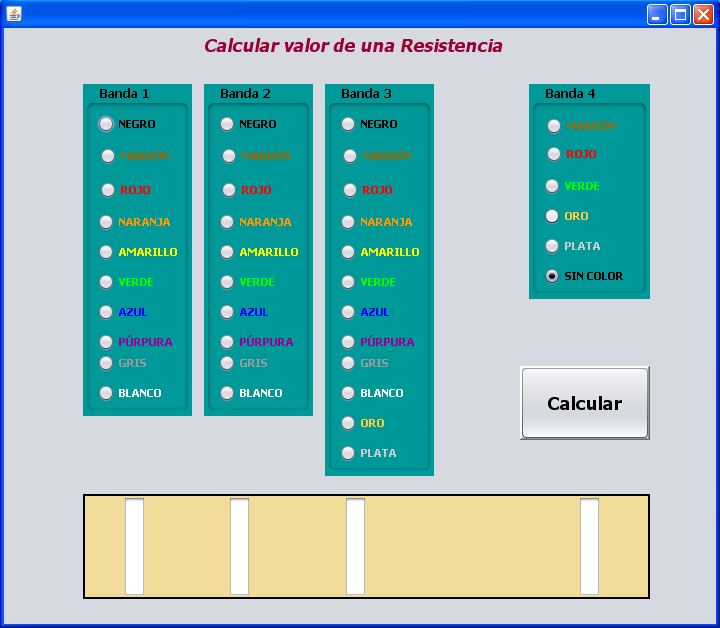 Calcular valor de una Resistencia
Banda 1
NEGRO
MARRÓN
ROJO
NARANJA
AMARILLO
VERDE
AZUL
PÚRPURA
GRIS
BLANCO
Banda 2
NEGRO
MARRÓN
ROJO
NARANJA
AMARILLO
VERDE
AZUL
PÚRPURA
GRIS
BLANCO
Banda 3
NEGRO
MARRÓN
ROJO
NARANJA
AMARILLO
VERDE
AZUL
PÚRPURA
GRIS
BLANCO
ORO
PLATA
Banda 4
MARRÓN
ROJO
VERDE
ORO
PLATA
SIN COLOR
Calcular